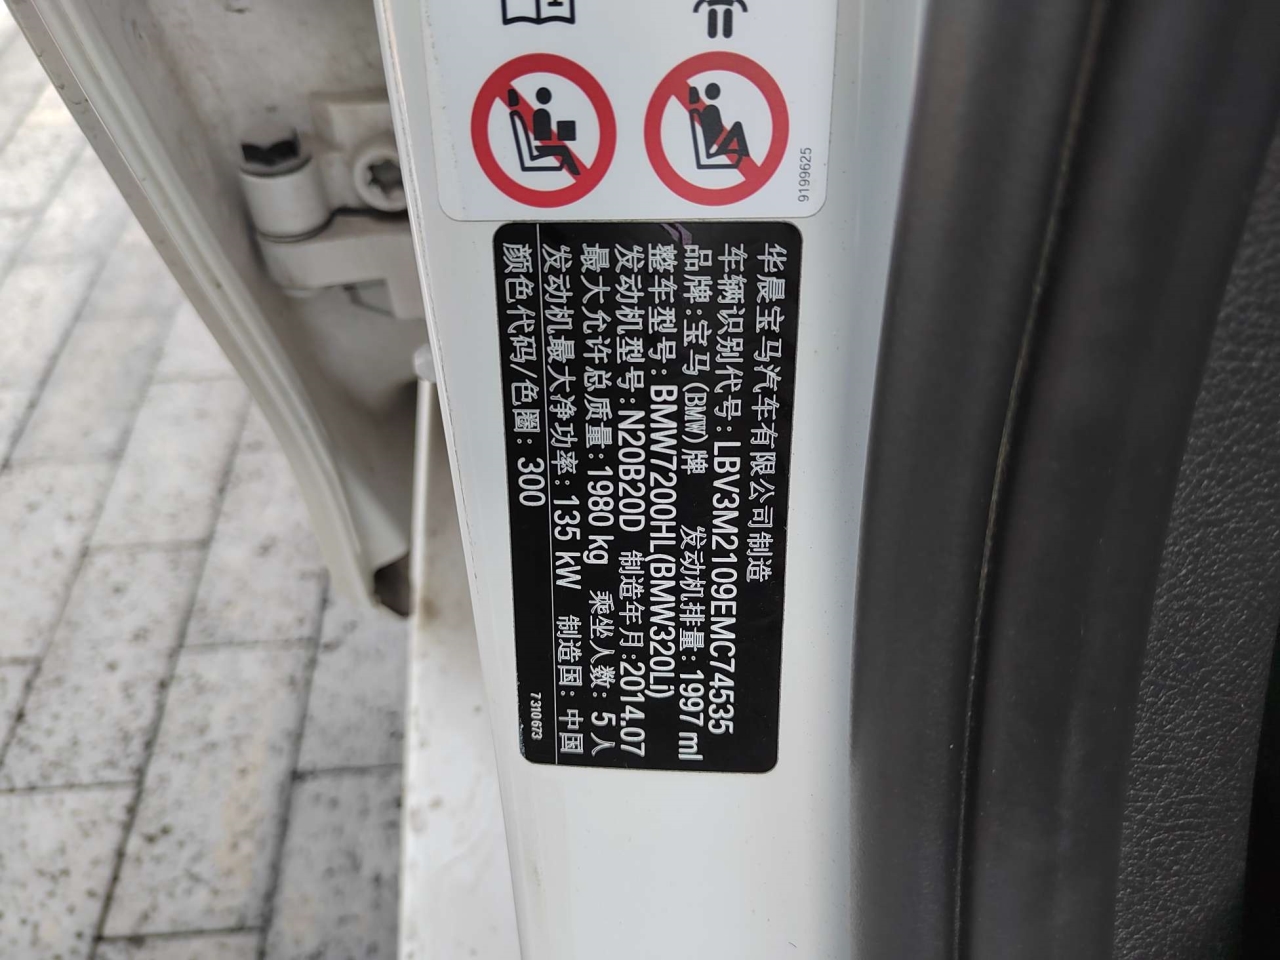 9199625
华晨宝马汽车有限公司制造
车辆识别代号: LBV3M2109EMC74535
品牌:宝马(BMW)牌 发动机排量: 1997 ml
整车型号: BMW7200HL(BMW320Li)
发动机型号: N20B20D 制造年月:2014.07
最大允许总质量:1980 kg 乘坐人数: 5人
发动机最大净功率: 135 kW 制造国: 中国
颜色代码/色圈: 300
7310673